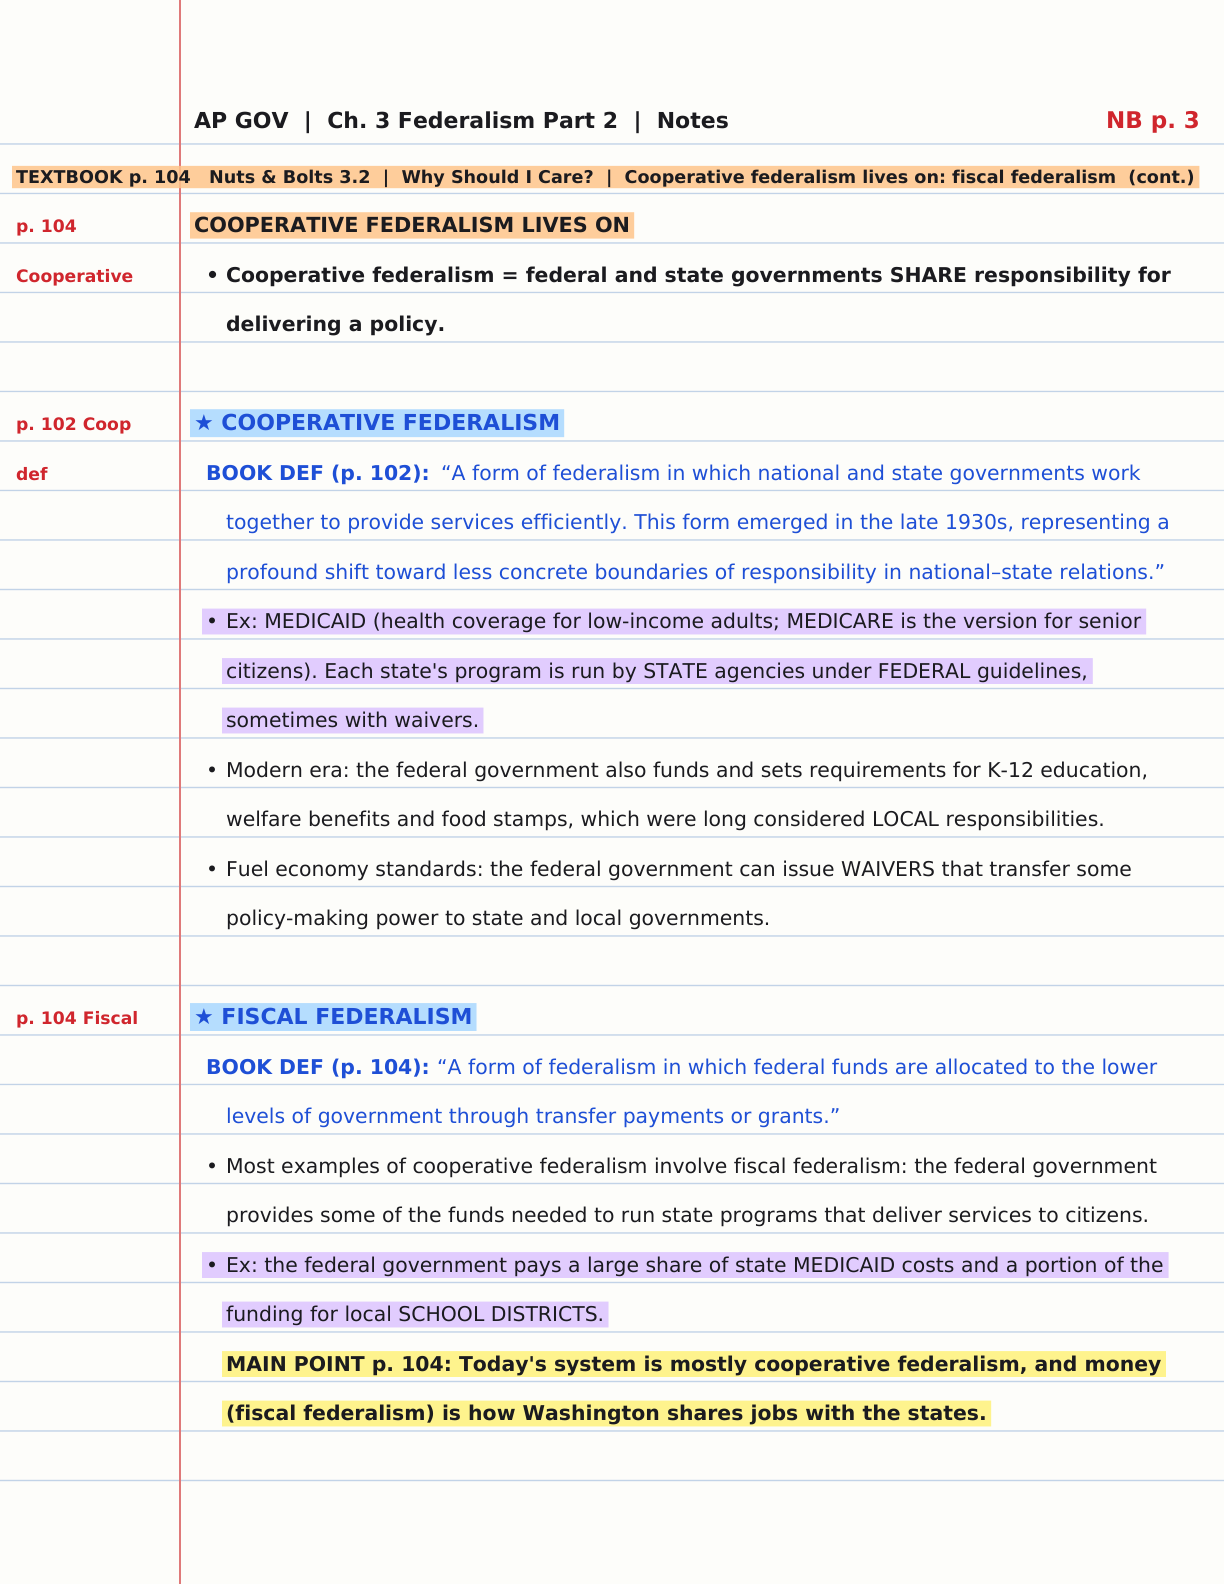 AP GOV | Ch. 3 Federalism Part 2 | Notes NB p. 3
TEXTBOOK p. 104 Nuts & Bolts 3.2 | Why Should I Care? | Cooperative federalism lives on: fiscal federalism (cont.)
p. 104 COOPERATIVE FEDERALISM LIVES ON
Cooperative • Cooperative federalism = federal and state governments SHARE responsibility for
delivering a policy.
p. 102 Coop ★ COOPERATIVE FEDERALISM
def BOOK DEF (p. 102): “A form of federalism in which national and state governments work
together to provide services efficiently. This form emerged in the late 1930s, representing a
profound shift toward less concrete boundaries of responsibility in national–state relations.”
• Ex: MEDICAID (health coverage for low-income adults; MEDICARE is the version for senior
citizens). Each state's program is run by STATE agencies under FEDERAL guidelines,
sometimes with waivers.
• Modern era: the federal government also funds and sets requirements for K-12 education,
welfare benefits and food stamps, which were long considered LOCAL responsibilities.
• Fuel economy standards: the federal government can issue WAIVERS that transfer some
policy-making power to state and local governments.
p. 104 Fiscal ★ FISCAL FEDERALISM
BOOK DEF (p. 104): “A form of federalism in which federal funds are allocated to the lower
levels of government through transfer payments or grants.”
• Most examples of cooperative federalism involve fiscal federalism: the federal government
provides some of the funds needed to run state programs that deliver services to citizens.
• Ex: the federal government pays a large share of state MEDICAID costs and a portion of the
funding for local SCHOOL DISTRICTS.
MAIN POINT p. 104: Today's system is mostly cooperative federalism, and money
(fiscal federalism) is how Washington shares jobs with the states.